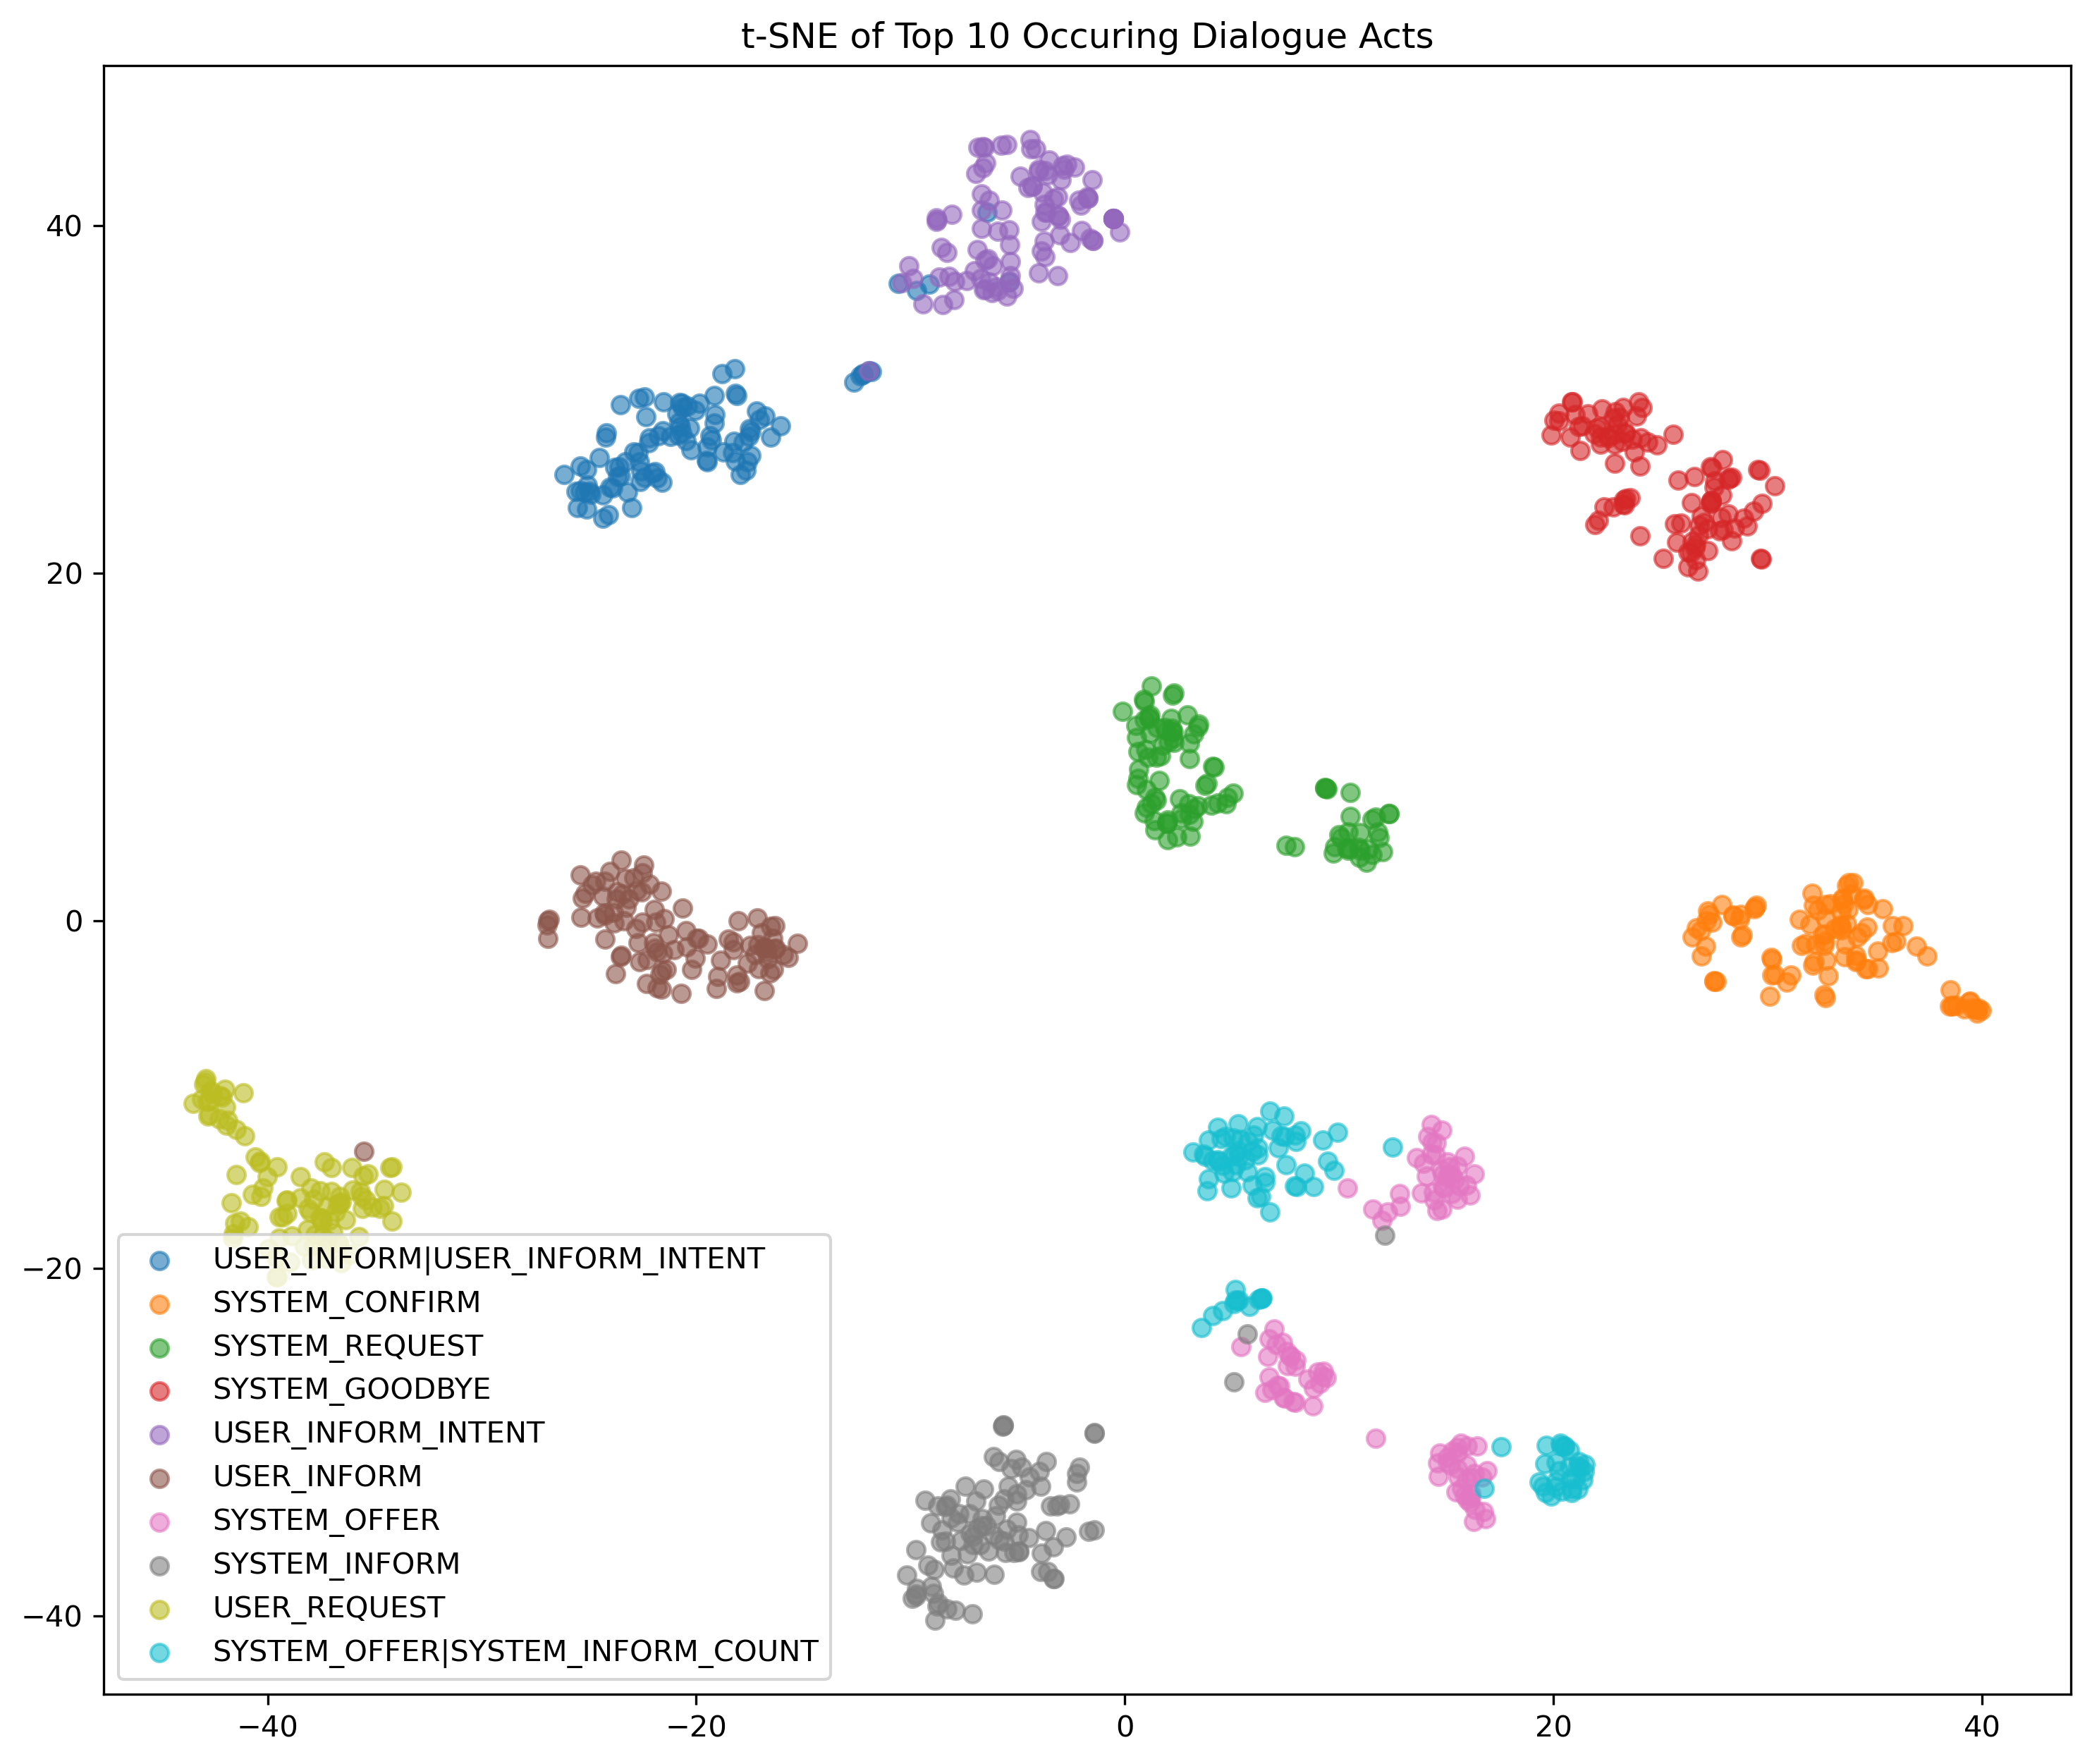 t-SNE of Top 10 Occuring Dialogue Acts
40
20
0
−20
−40
USER_INFORM|USER_INFORM_INTENT
SYSTEM_CONFIRM
SYSTEM_REQUEST
SYSTEM_GOODBYE
USER_INFORM_INTENT
USER_INFORM
SYSTEM_OFFER
SYSTEM_INFORM
USER_REQUEST
SYSTEM_OFFER|SYSTEM_INFORM_COUNT
−40 −20 0 20 40